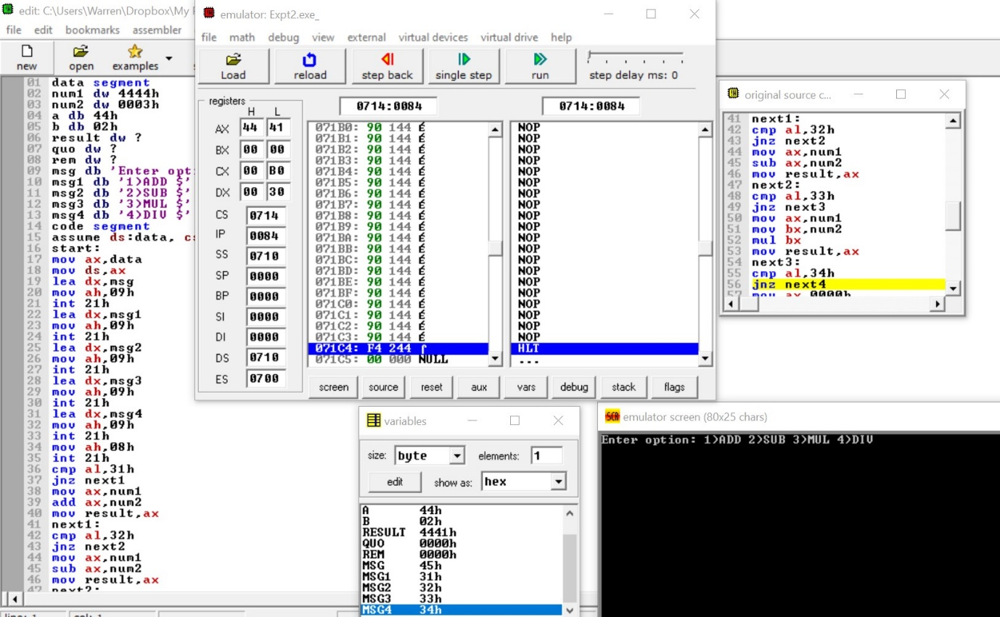 edit: C:\Users\Warren\Dropbox\My
file edit bookmarks assembler
new open examples
01 data segment
02 num1 dw 4444h
03 num2 dw 0003h
04 a db 44h
05 b db 02h
06 result dw ?
07 quo dw ?
08 rem dw ?
09 msg db 'Enter opt
10 msg1 db '1>ADD $'
11 msg2 db '2>SUB $'
12 msg3 db '3>MUL $'
13 msg4 db '4>DIV $'
14 code segment
15 assume ds:data, c
16 start:
17 mov ax,data
18 mov ds,ax
19 lea dx,msg
20 mov ah,09h
21 int 21h
22 lea dx,msg1
23 mov ah,09h
24 int 21h
25 lea dx,msg2
26 mov ah,09h
27 int 21h
28 lea dx,msg3
29 mov ah,09h
30 int 21h
31 lea dx,msg4
32 mov ah,09h
33 int 21h
34 mov ah,08h
35 int 21h
36 cmp al,31h
37 jnz next1
38 mov ax,num1
39 add ax,num2
40 mov result,ax
41 next1:
42 cmp al,32h
43 jnz next2
44 mov ax,num1
45 sub ax,num2
46 mov result,ax
47 next2:
emulator: Expt2.exe_
file math debug view external virtual devices virtual drive help
Load reload step back single step run step delay ms: 0
registers
H L
AX 44 41
BX 00 00
CX 00 B0
DX 00 30
CS 0714
IP 0084
SS 0710
SP 0000
BP 0000
SI 0000
DI 0000
DS 0710
ES 0700
0714:0084 0714:0084
071B0: 90 144 É NOP
071B1: 90 144 É NOP
071B2: 90 144 É NOP
071B3: 90 144 É NOP
071B4: 90 144 É NOP
071B5: 90 144 É NOP
071B6: 90 144 É NOP
071B7: 90 144 É NOP
071B8: 90 144 É NOP
071B9: 90 144 É NOP
071BA: 90 144 É NOP
071BB: 90 144 É NOP
071BC: 90 144 É NOP
071BD: 90 144 É NOP
071BE: 90 144 É NOP
071BF: 90 144 É NOP
071C0: 90 144 É NOP
071C1: 90 144 É NOP
071C2: 90 144 É NOP
071C3: 90 144 É NOP
071C4: F4 244 ⌠ HLT
071C5: 00 000 NULL ...
screen source reset aux vars debug stack flags
original source c...
41 next1:
42 cmp al,32h
43 jnz next2
44 mov ax,num1
45 sub ax,num2
46 mov result,ax
47 next2:
48 cmp al,33h
49 jnz next3
50 mov ax,num1
51 mov bx,num2
52 mul bx
53 mov result,ax
54 next3:
55 cmp al,34h
56 jnz next4
57 mov ax 0000h
variables
size: byte elements: 1
edit show as: hex
A 44h
B 02h
RESULT 4441h
QUO 0000h
REM 0000h
MSG 45h
MSG1 31h
MSG2 32h
MSG3 33h
MSG4 34h
SCR emulator screen (80x25 chars)
Enter option: 1>ADD 2>SUB 3>MUL 4>DIV